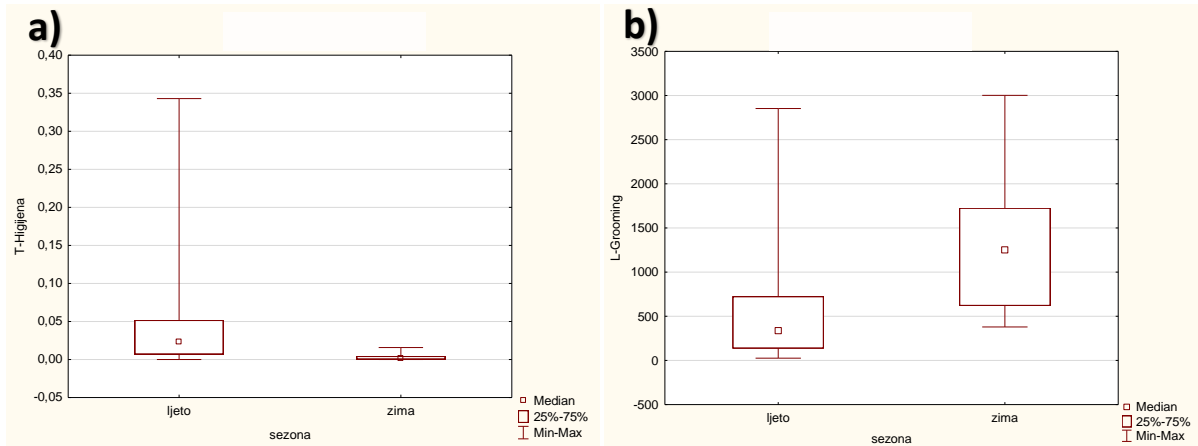 a)
T-Higijena
0,40
0,35
0,30
0,25
0,20
0,15
0,10
0,05
0,00
-0,05
ljeto
zima
sezona
Median
25%-75%
Min-Max
b)
L-Grooming
3500
3000
2500
2000
1500
1000
500
0
-500
ljeto
zima
sezona
Median
25%-75%
Min-Max